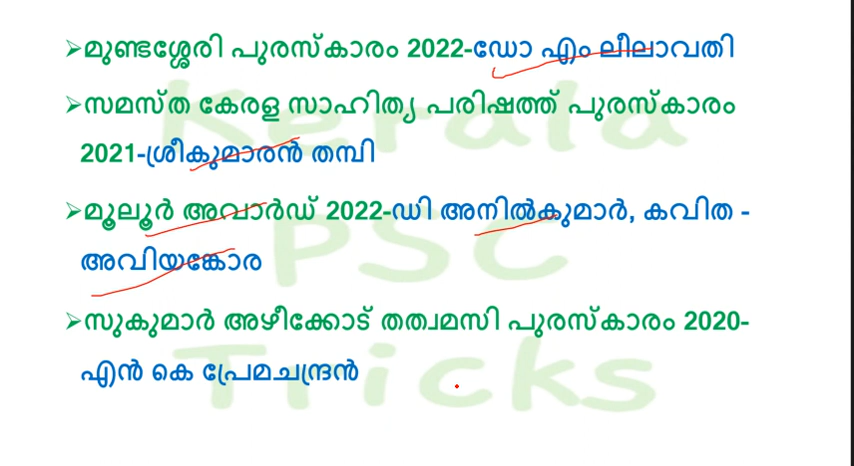 ➢മുണ്ടശ്ശേരി പുരസ്കാരം 2022-ഡോ എം ലീലാവതി
➢സമസ്ത കേരള സാഹിത്യ പരിഷത്ത് പുരസ്കാരം
2021-ശ്രീകുമാരൻ തമ്പി
➢മൂലൂർ അവാർഡ് 2022-ഡി അനിൽകുമാർ, കവിത -
അവിയങ്കോര
➢സുകുമാർ അഴീക്കോട് തത്വമസി പുരസ്കാരം 2020-
എൻ കെ പ്രേമചന്ദ്രൻ
Kerala
PSC
Tricks